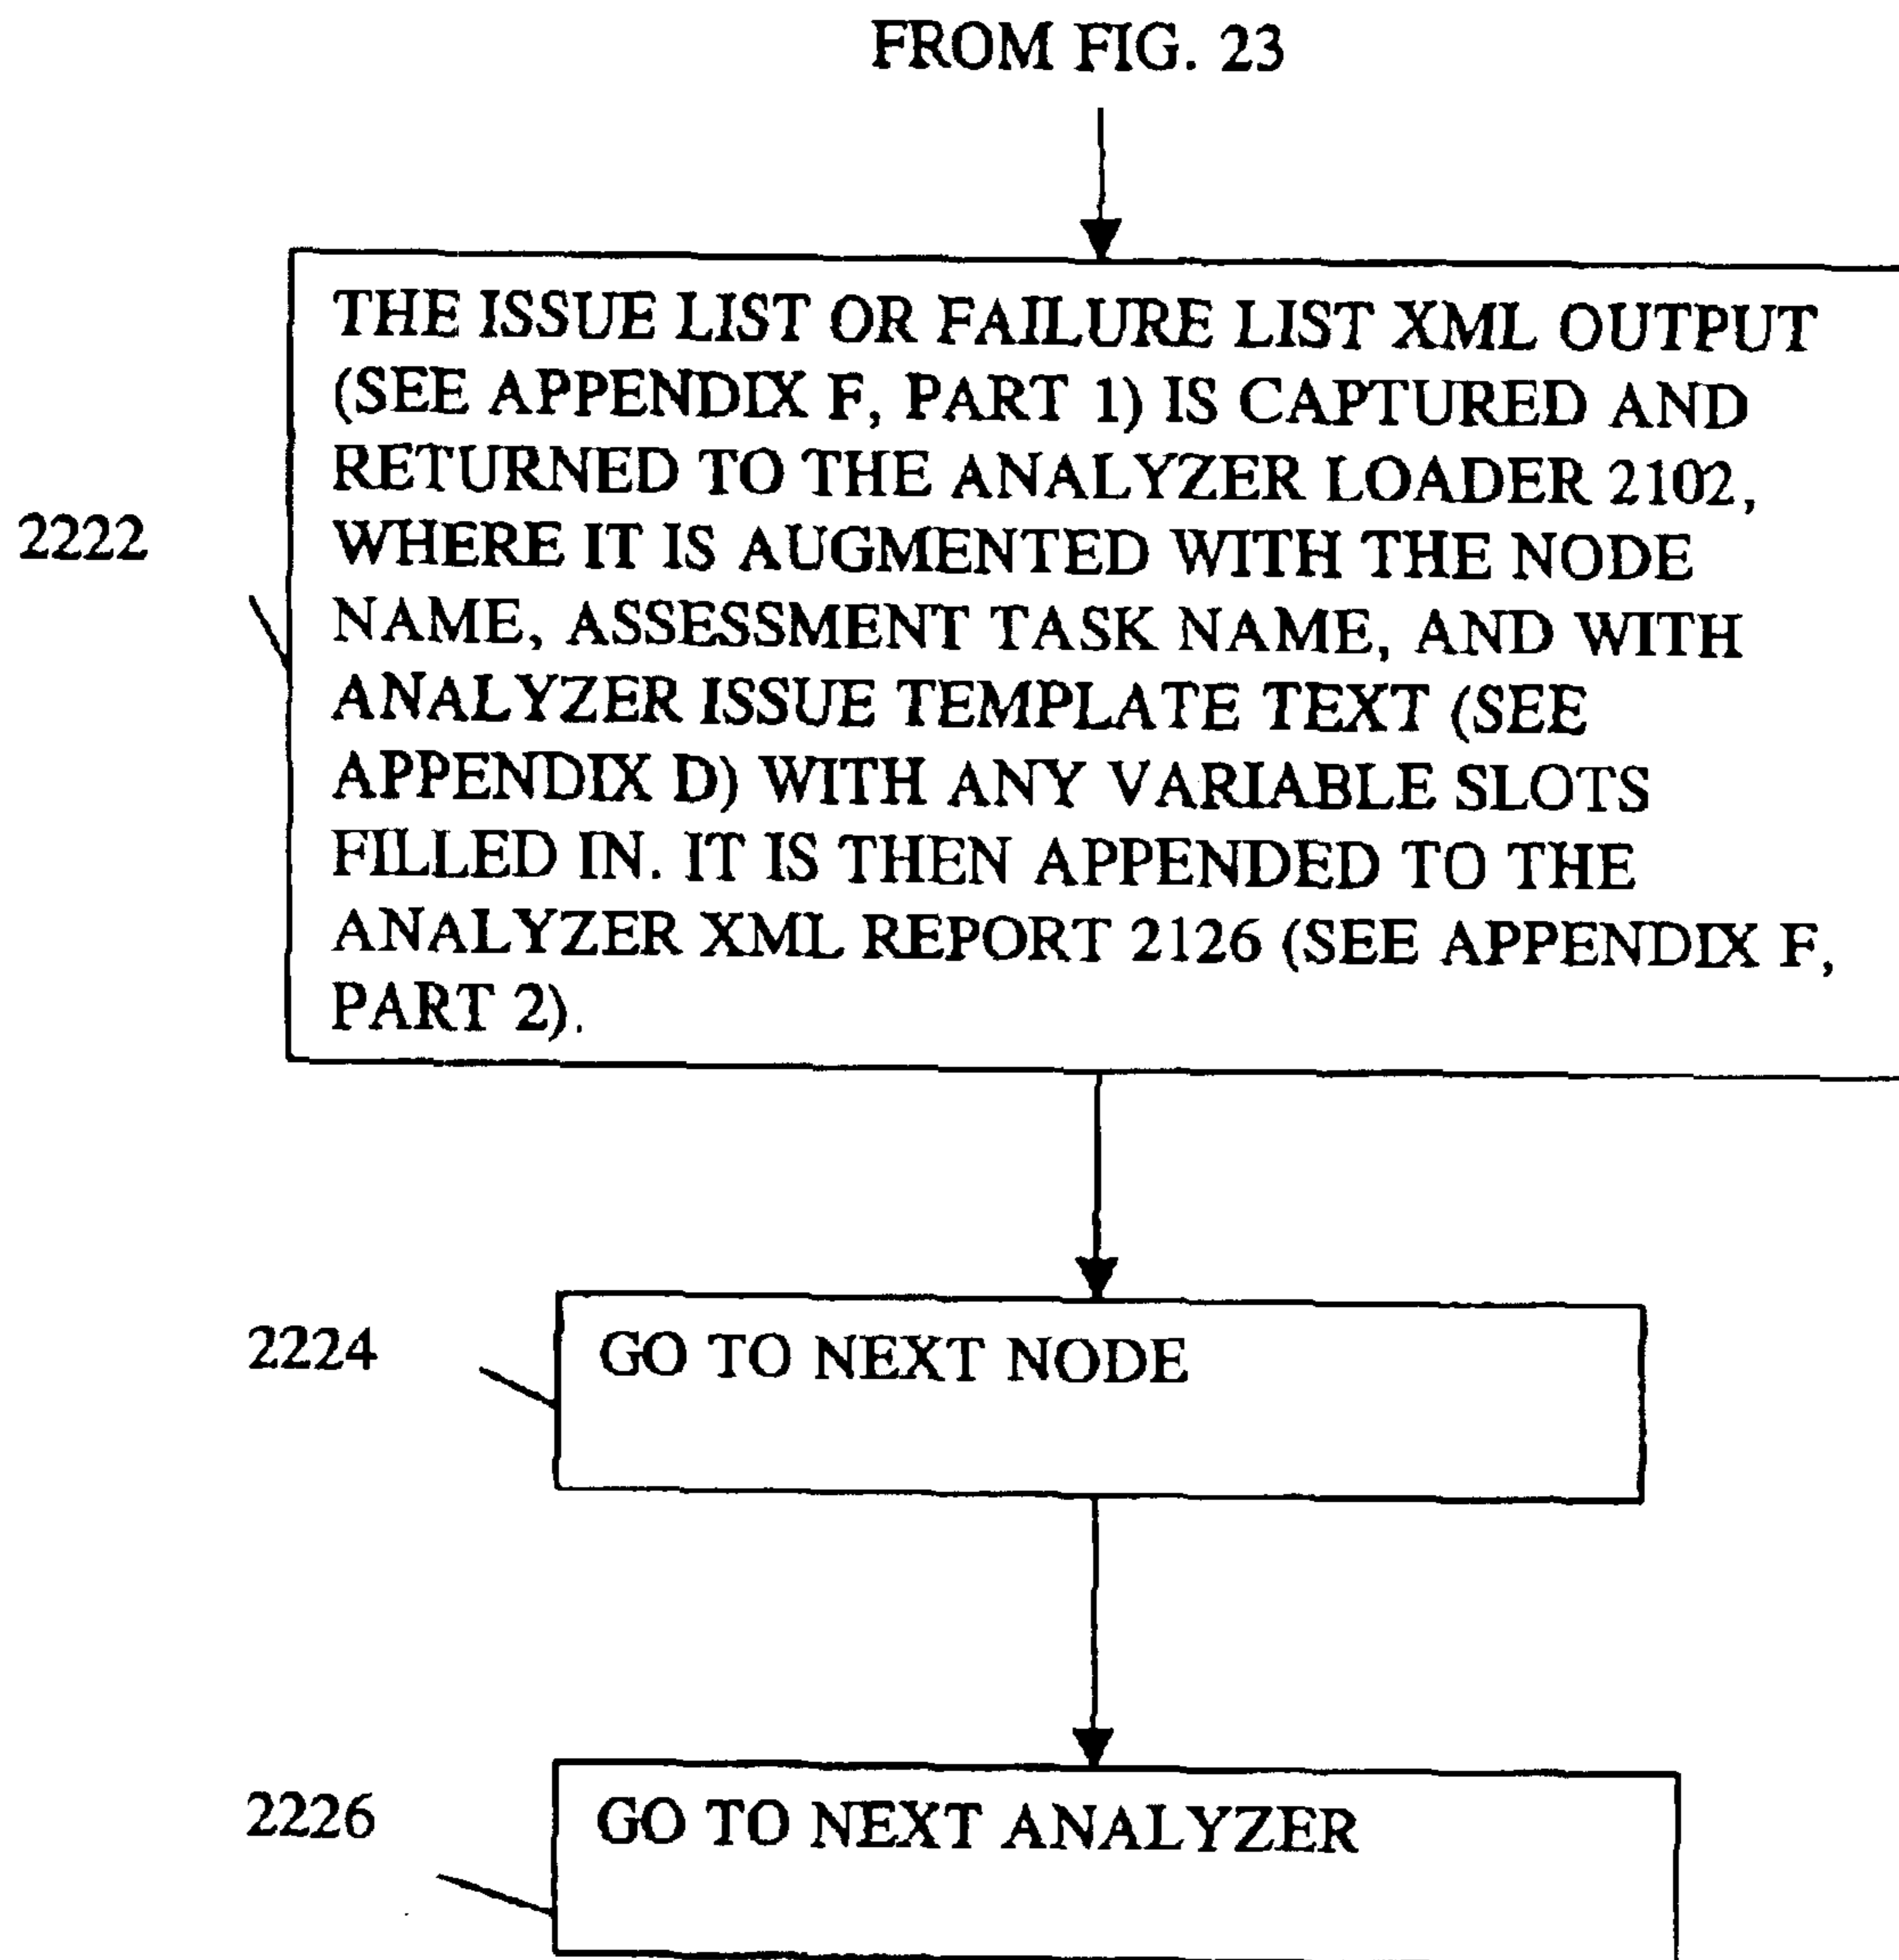 FROM FIG. 23
THE ISSUE LIST OR FAILURE LIST XML OUTPUT
(SEE APPENDIX F, PART 1) IS CAPTURED AND
RETURNED TO THE ANALYZER LOADER 2102,
WHERE IT IS AUGMENTED WITH THE NODE
NAME, ASSESSMENT TASK NAME, AND WITH
ANALYZER ISSUE TEMPLATE TEXT (SEE
APPENDIX D) WITH ANY VARIABLE SLOTS
FILLED IN. IT IS THEN APPENDED TO THE
ANALYZER XML REPORT 2126 (SEE APPENDIX F,
PART 2).
2222
2224
GO TO NEXT NODE
2226
GO TO NEXT ANALYZER